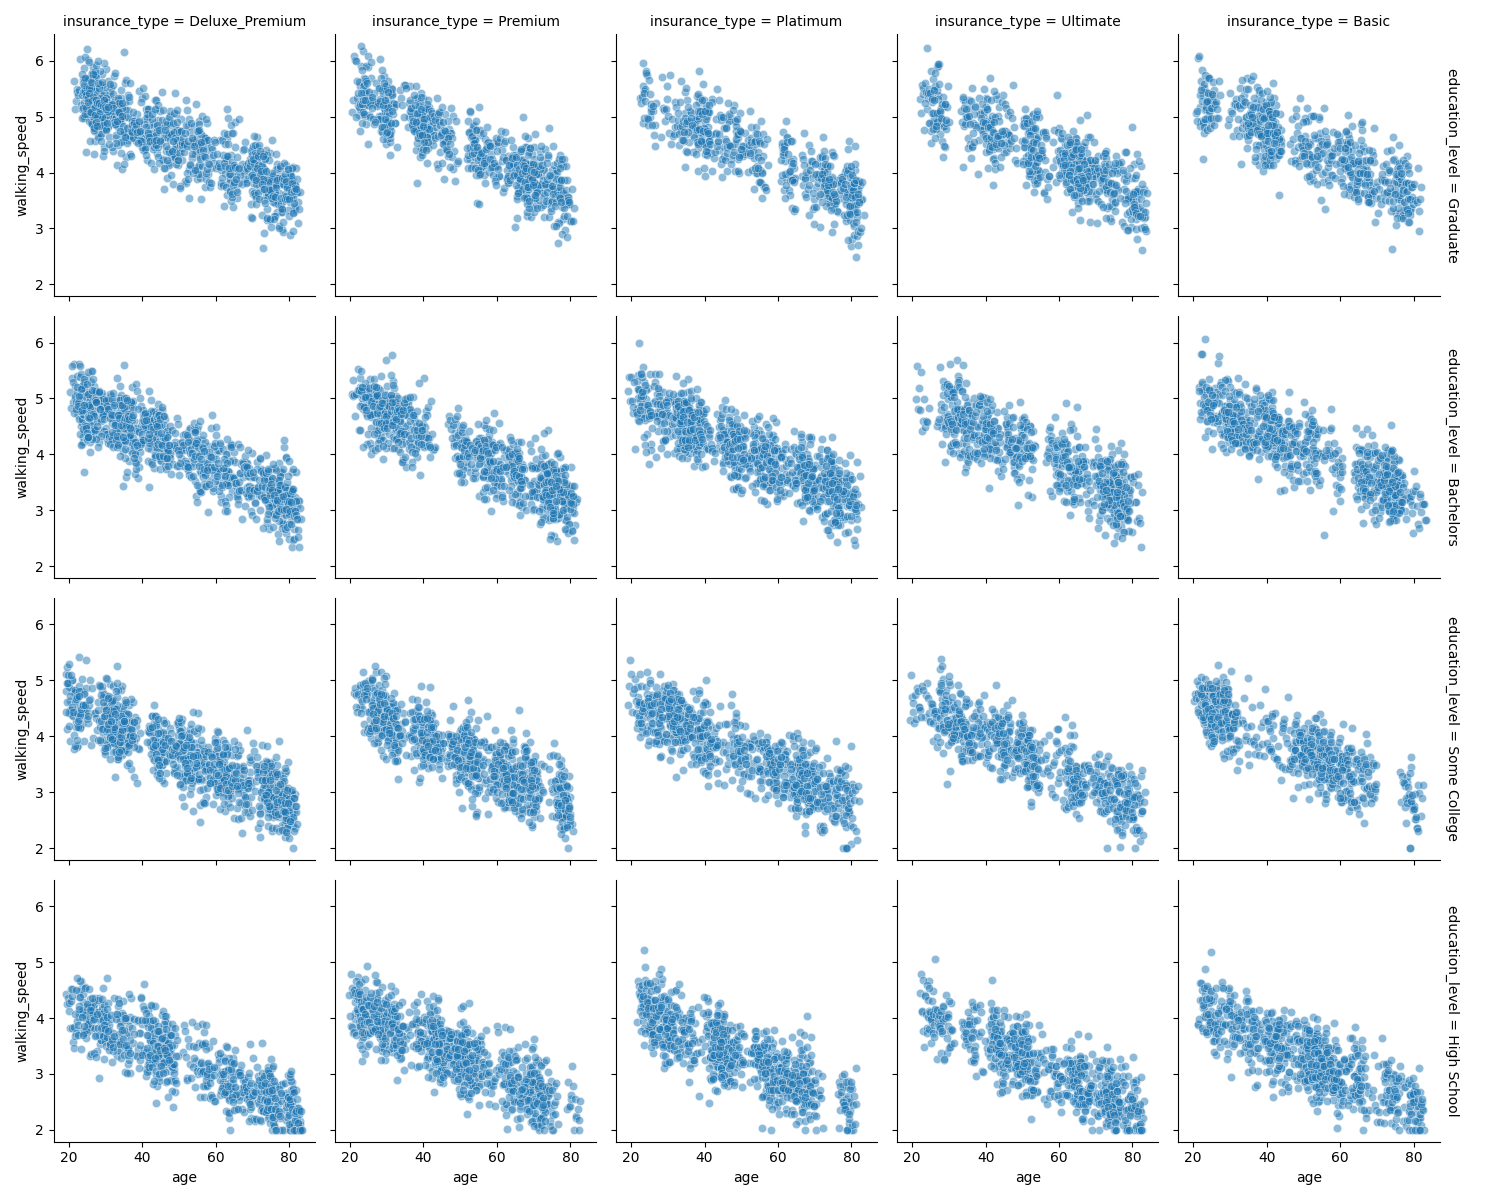 insurance_type = Deluxe_Premium
insurance_type = Premium
insurance_type = Platimum
insurance_type = Ultimate
insurance_type = Basic
walking_speed
6
5
4
3
2
education_level = Graduate
walking_speed
6
5
4
3
2
education_level = Bachelors
walking_speed
6
5
4
3
2
education_level = Some College
walking_speed
6
5
4
3
2
education_level = High School
20 40 60 80
20 40 60 80
20 40 60 80
20 40 60 80
20 40 60 80
age
age
age
age
age